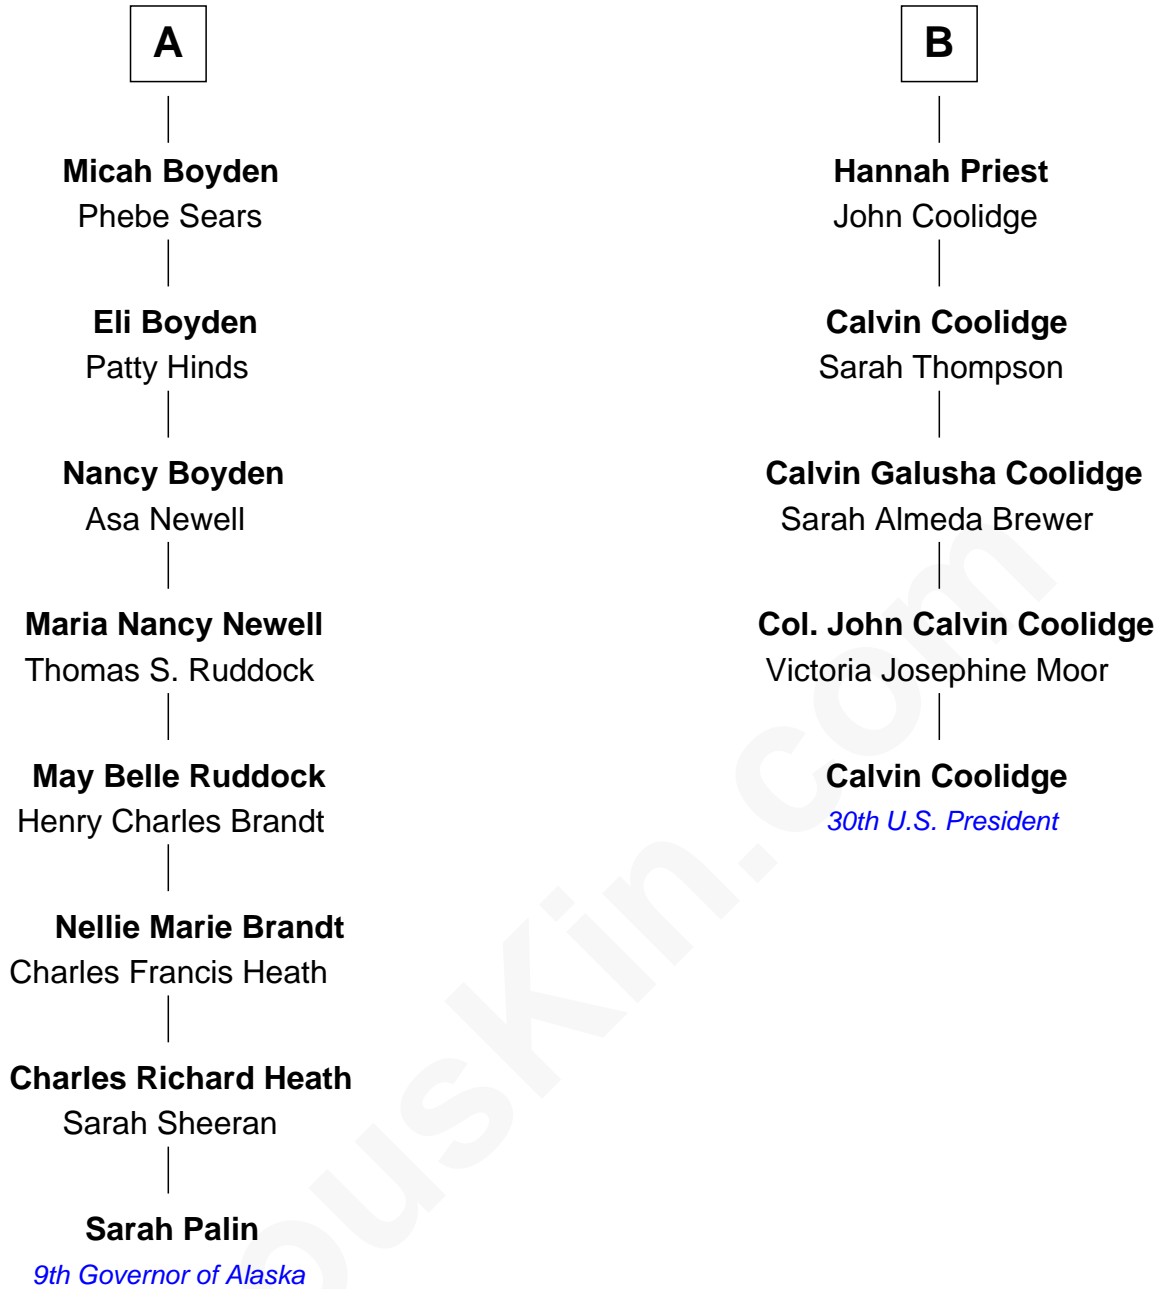 A
Micah Boyden
Phebe Sears
Eli Boyden
Patty Hinds
Nancy Boyden
Asa Newell
Maria Nancy Newell
Thomas S. Ruddock
May Belle Ruddock
Henry Charles Brandt
Nellie Marie Brandt
Charles Francis Heath
Charles Richard Heath
Sarah Sheeran
Sarah Palin
9th Governor of Alaska
B
Hannah Priest
John Coolidge
Calvin Coolidge
Sarah Thompson
Calvin Galusha Coolidge
Sarah Almeda Brewer
Col. John Calvin Coolidge
Victoria Josephine Moor
Calvin Coolidge
30th U.S. President
ousKin.com